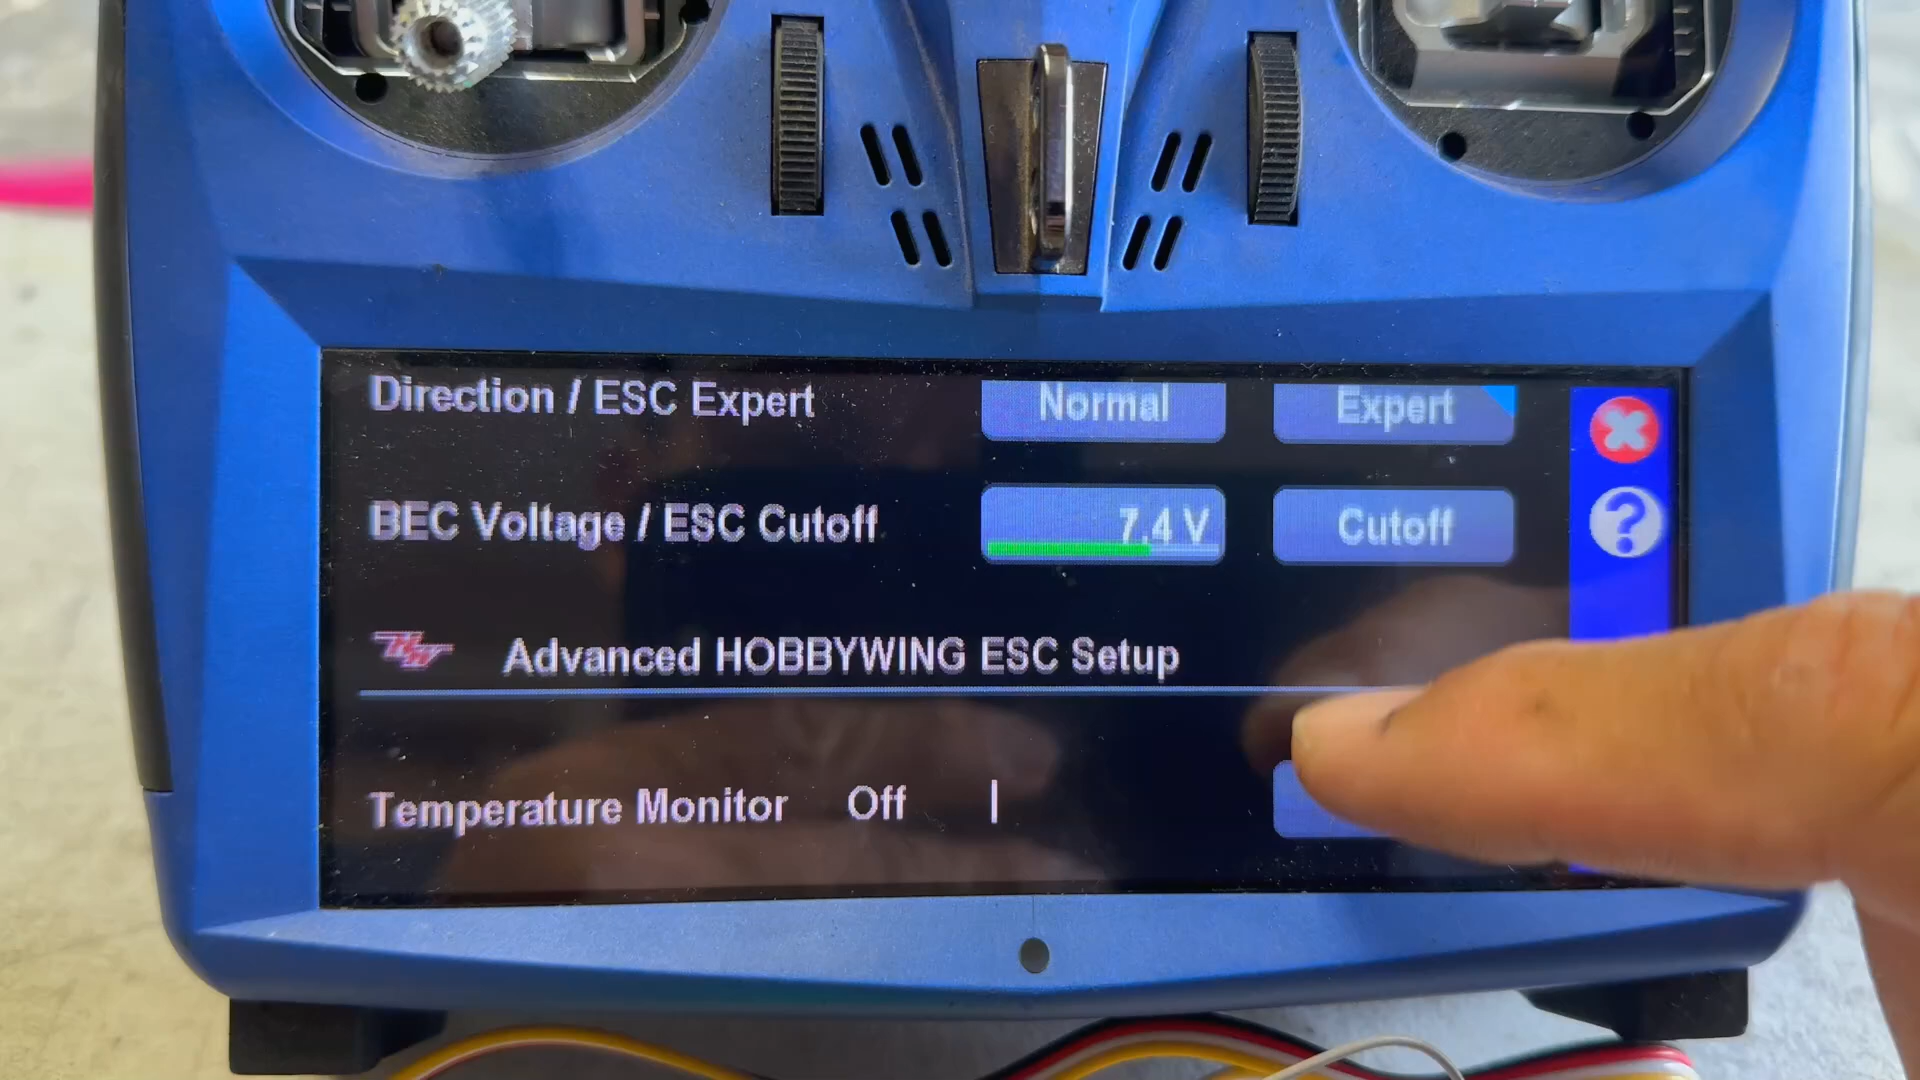 Direction / ESC Expert Normal Expert
BEC Voltage / ESC Cutoff 7.4 V Cutoff
HW Advanced HOBBYWING ESC Setup
Temperature Monitor Off